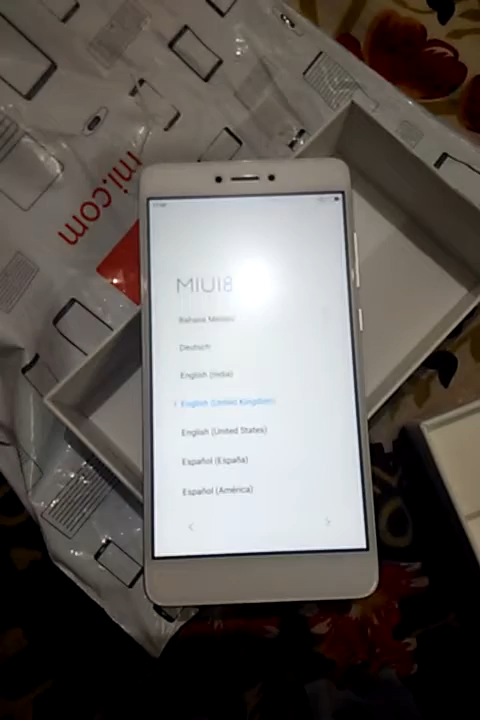 mi.com
MIUI8
Bahasa Melayu
Deutsch
English (India)
English (United Kingdom)
English (United States)
Español (España)
Español (América)